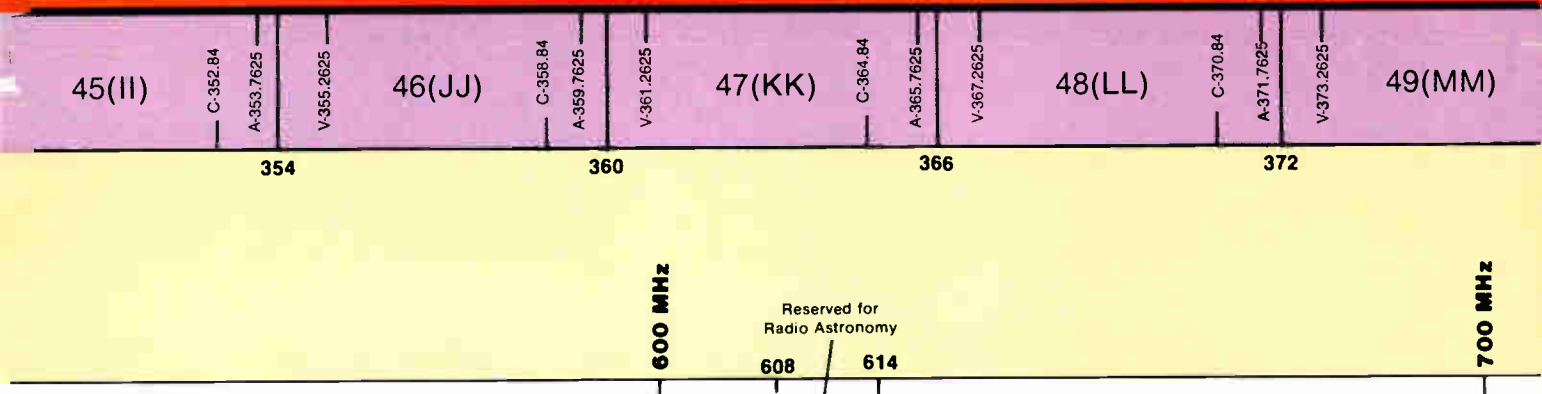 45(II)
C-352.84
A-353.7625
V-355.2625
46(JJ)
C-358.84
A-359.7625
V-361.2625
47(KK)
C-364.84
A-365.7625
V-367.2625
48(LL)
C-370.84
A-371.7625
V-373.2625
49(MM)
354
360
366
372
600 MHz
Reserved for
Radio Astronomy
608
614
700 MHz